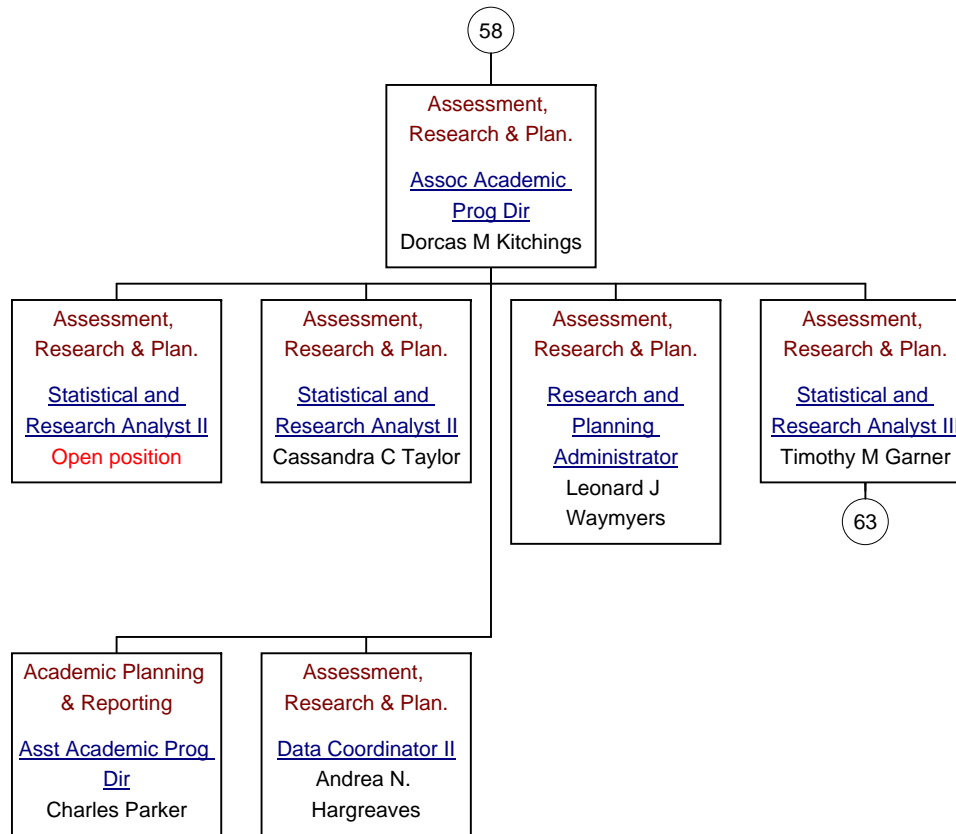 58
Assessment,
Research & Plan.
Assoc Academic
Prog Dir
Dorcas M Kitchings
Assessment,
Research & Plan.
Statistical and
Research Analyst II
Open position
Assessment,
Research & Plan.
Statistical and
Research Analyst II
Cassandra C Taylor
Assessment,
Research & Plan.
Research and
Planning
Administrator
Leonard J
Waymyers
Assessment,
Research & Plan.
Statistical and
Research Analyst III
Timothy M Garner
63
Academic Planning
& Reporting
Asst Academic Prog
Dir
Charles Parker
Assessment,
Research & Plan.
Data Coordinator II
Andrea N.
Hargreaves